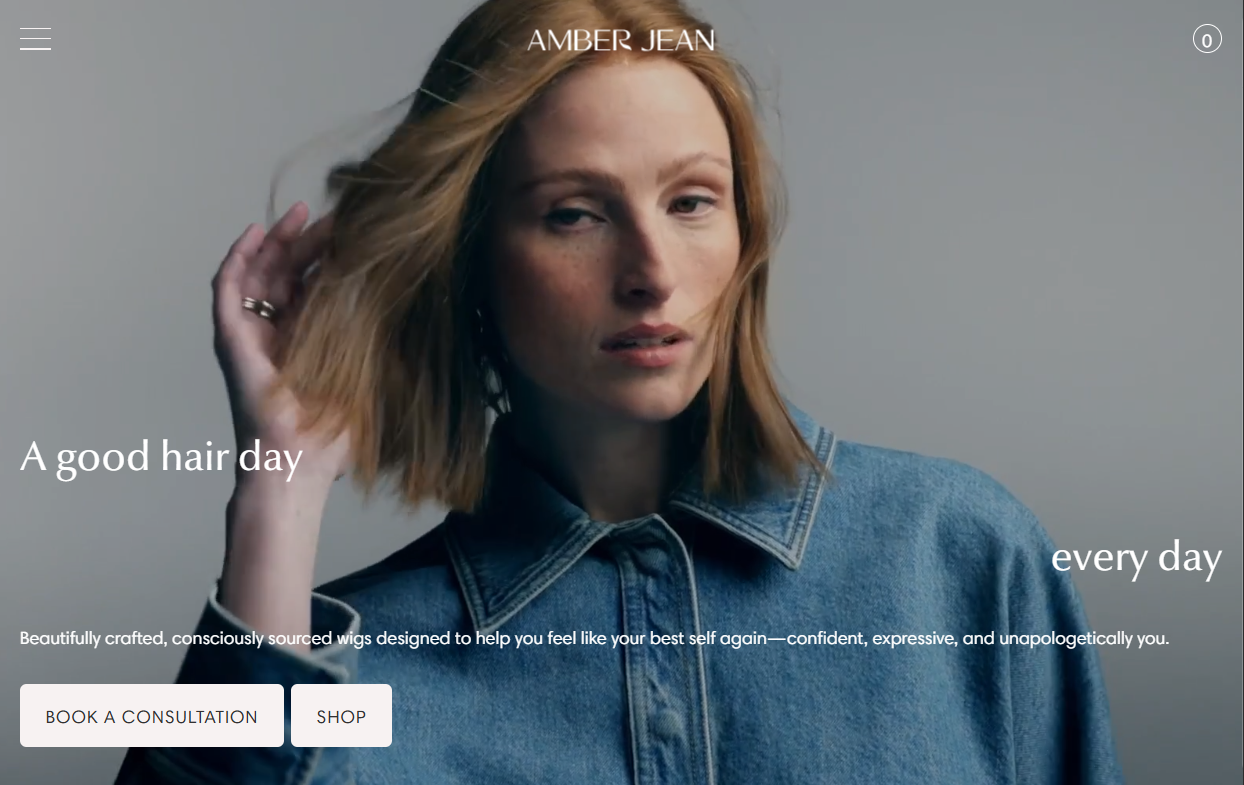 AMBER JEAN
0
A good hair day
every day
Beautifully crafted, consciously sourced wigs designed to help you feel like your best self again—confident, expressive, and unapologetically you.
BOOK A CONSULTATION
SHOP